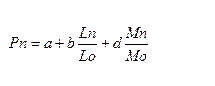 Pn = a + b Ln/Lo + d Mn/Mo